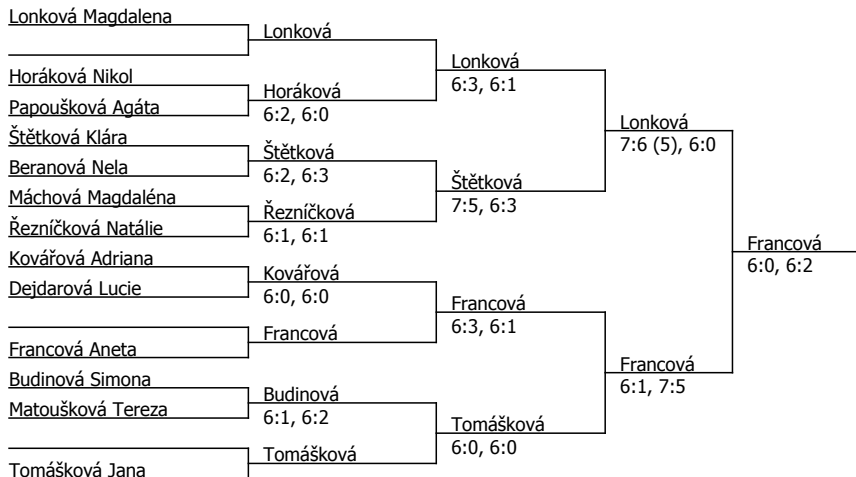 Lonková Magdalena
Lonková
Lonková
6:3, 6:1
Horáková Nikol
Horáková
6:2, 6:0
Papoušková Agáta
Lonková
7:6 (5), 6:0
Štětková Klára
Štětková
6:2, 6:3
Beranová Nela
Štětková
7:5, 6:3
Máchová Magdaléna
Řezníčková
6:1, 6:1
Řezníčková Natálie
Francová
6:0, 6:2
Kovářová Adriana
Kovářová
6:0, 6:0
Dejdarová Lucie
Francová
6:3, 6:1
Francová
Francová Aneta
Francová
6:1, 7:5
Budinová Simona
Budinová
6:1, 6:2
Matoušková Tereza
Tomášková
6:0, 6:0
Tomášková
Tomášková Jana